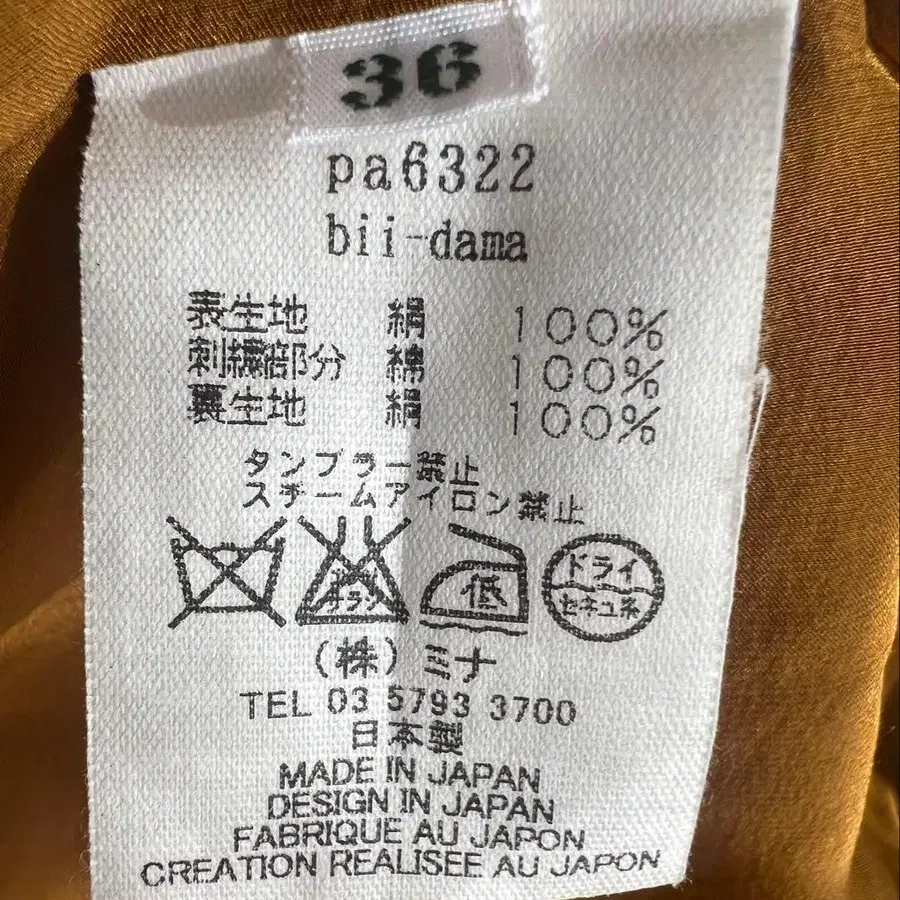 36
pa6322
bii-dama
表生地 絹 100%
刺繍部分 綿 100%
裏生地 絹 100%
タンブラー禁止
スチームアイロン禁止
低
ドライ
セキユ系
(株)ミナ
TEL 03 5793 3700
日本製
MADE IN JAPAN
DESIGN IN JAPAN
FABRIQUE AU JAPON
CREATION REALISEE AU JAPON